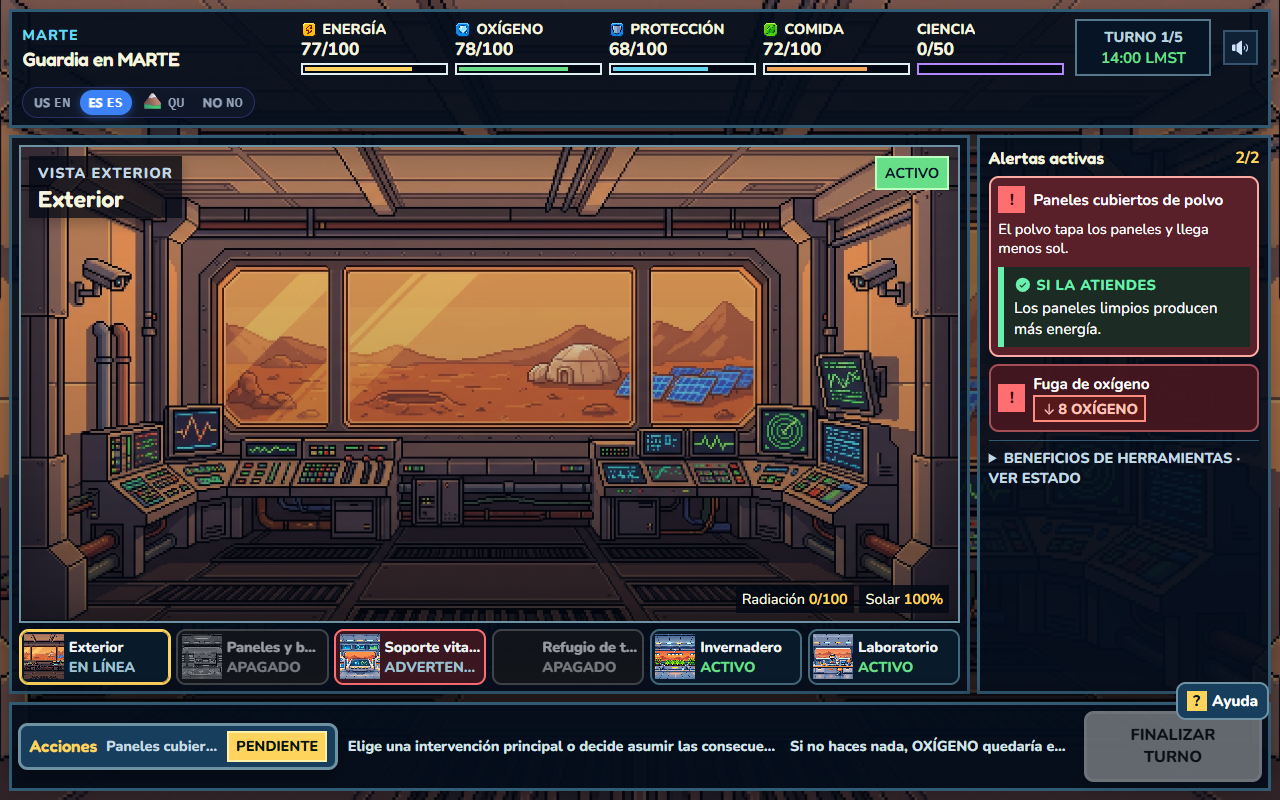 MARTE
Guardia en MARTE
ENERGÍA
77/100
OXÍGENO
78/100
PROTECCIÓN
68/100
COMIDA
72/100
CIENCIA
0/50
TURNO 1/5
14:00 LMST
US EN
ES ES
QU
NO NO
VISTA EXTERIOR
Exterior
ACTIVO
Radiación 0/100
Solar 100%
Exterior
EN LÍNEA
Paneles y b...
APAGADO
Soporte vita...
ADVERTEN...
Refugio de t...
APAGADO
Invernadero
ACTIVO
Laboratorio
ACTIVO
Alertas activas
2/2
! Paneles cubiertos de polvo
El polvo tapa los paneles y llega
menos sol.
SI LA ATIENDES
Los paneles limpios producen
más energía.
! Fuga de oxígeno
↓ 8 OXÍGENO
▶ BENEFICIOS DE HERRAMIENTAS ·
VER ESTADO
? Ayuda
Acciones Paneles cubier... PENDIENTE
Elige una intervención principal o decide asumir las consecue...
Si no haces nada, OXÍGENO quedaría e...
FINALIZAR
TURNO